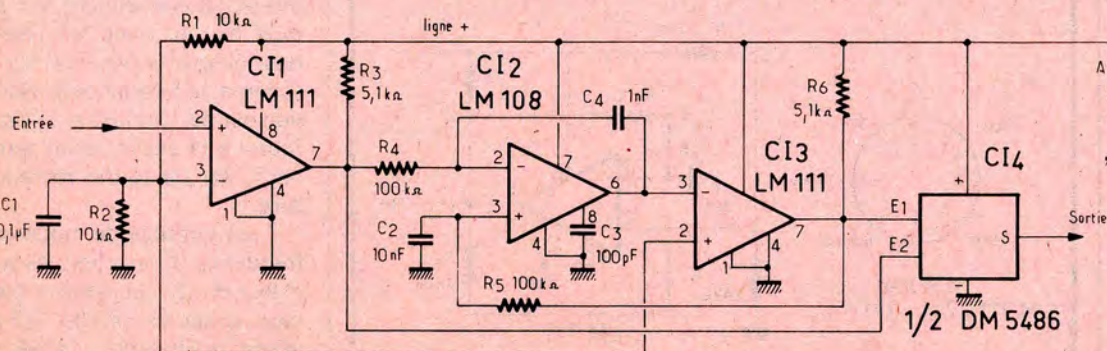 R1 10kΩ
ligne +
CI1
LM 111
R3
5,1kΩ
CI2
LM 108
C4 1nF
R6
5,1kΩ
A
CI3
LM 111
CI4
Entrée
2
+
8
7
3
-
4
1
R4
100kΩ
2
-
7
6
3
+
8
4
C3
100pF
3
-
2
+
7
4
1
E1
E2
+
S
-
Sortie
C1
0,1µF
R2
10kΩ
C2
10nF
R5 100kΩ
1/2 DM 5486